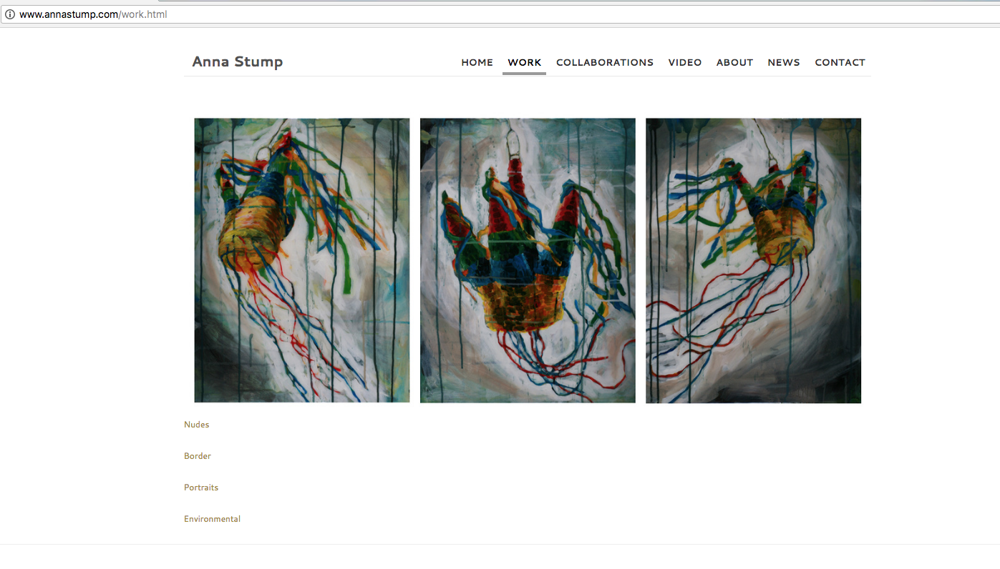 www.annastump.com/work.html
Anna Stump
HOME WORK COLLABORATIONS VIDEO ABOUT NEWS CONTACT
Nudes
Border
Portraits
Environmental